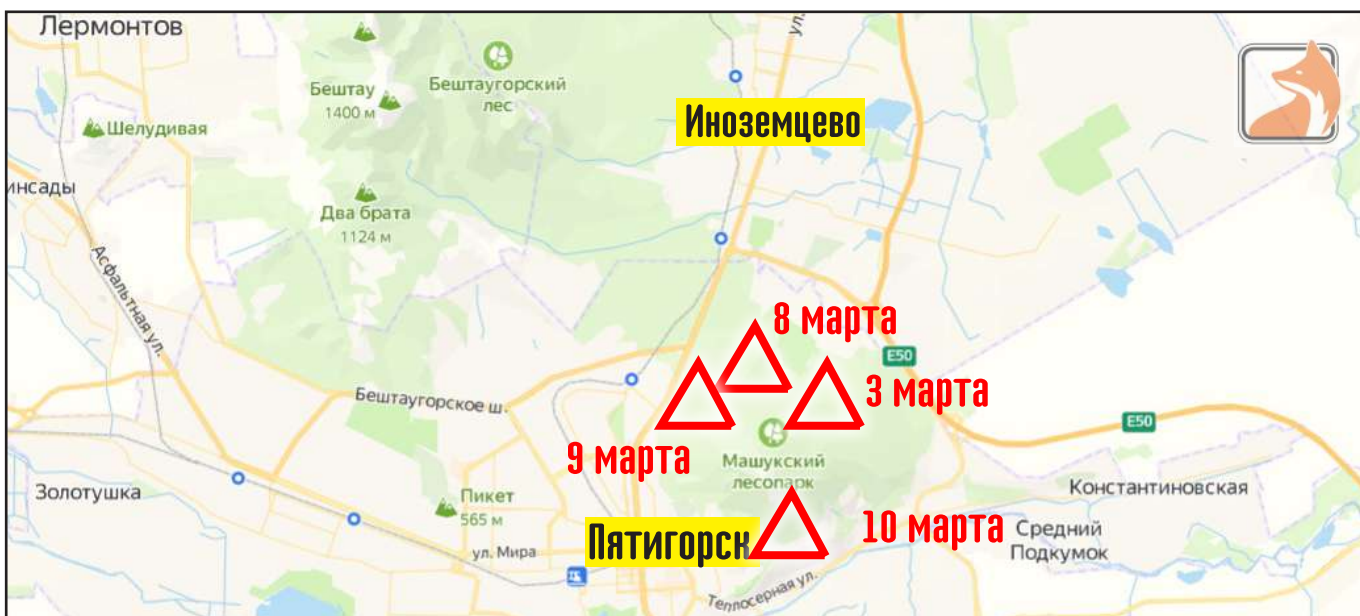 Лермонтов
ул.
Бештау
1400 м
Бештаугорский
лес
Шелудивая
Иноземцево
инсады
Два брата
1124 м
Асфальтная ул.
8 марта
E50
Бештаугорское ш.
3 марта
E50
9 марта
Машукский
лесопарк
Золотушка
Пикет
565 м
Константиновская
Пятигорск
10 марта
Средний
Подкумок
ул. Мира
Теплосерная ул.